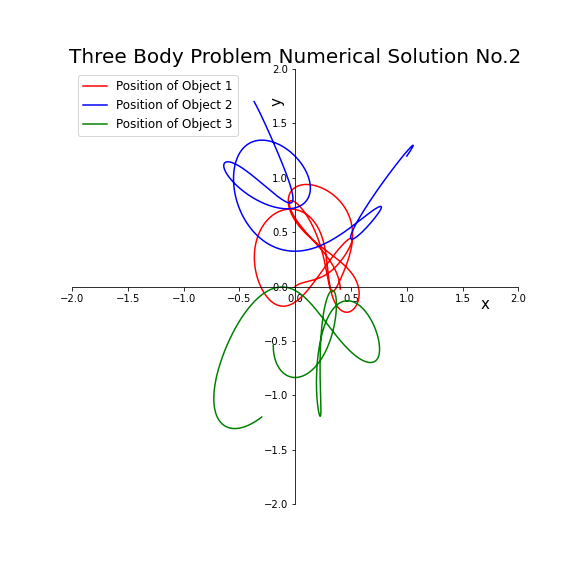 Three Body Problem Numerical Solution No.2
Position of Object 1
Position of Object 2
Position of Object 3
y
2.0
1.5
1.0
0.5
0.0
−0.5
−1.0
−1.5
−2.0
−2.0 −1.5 −1.0 −0.5 0.0 0.5 1.0 1.5 2.0
x